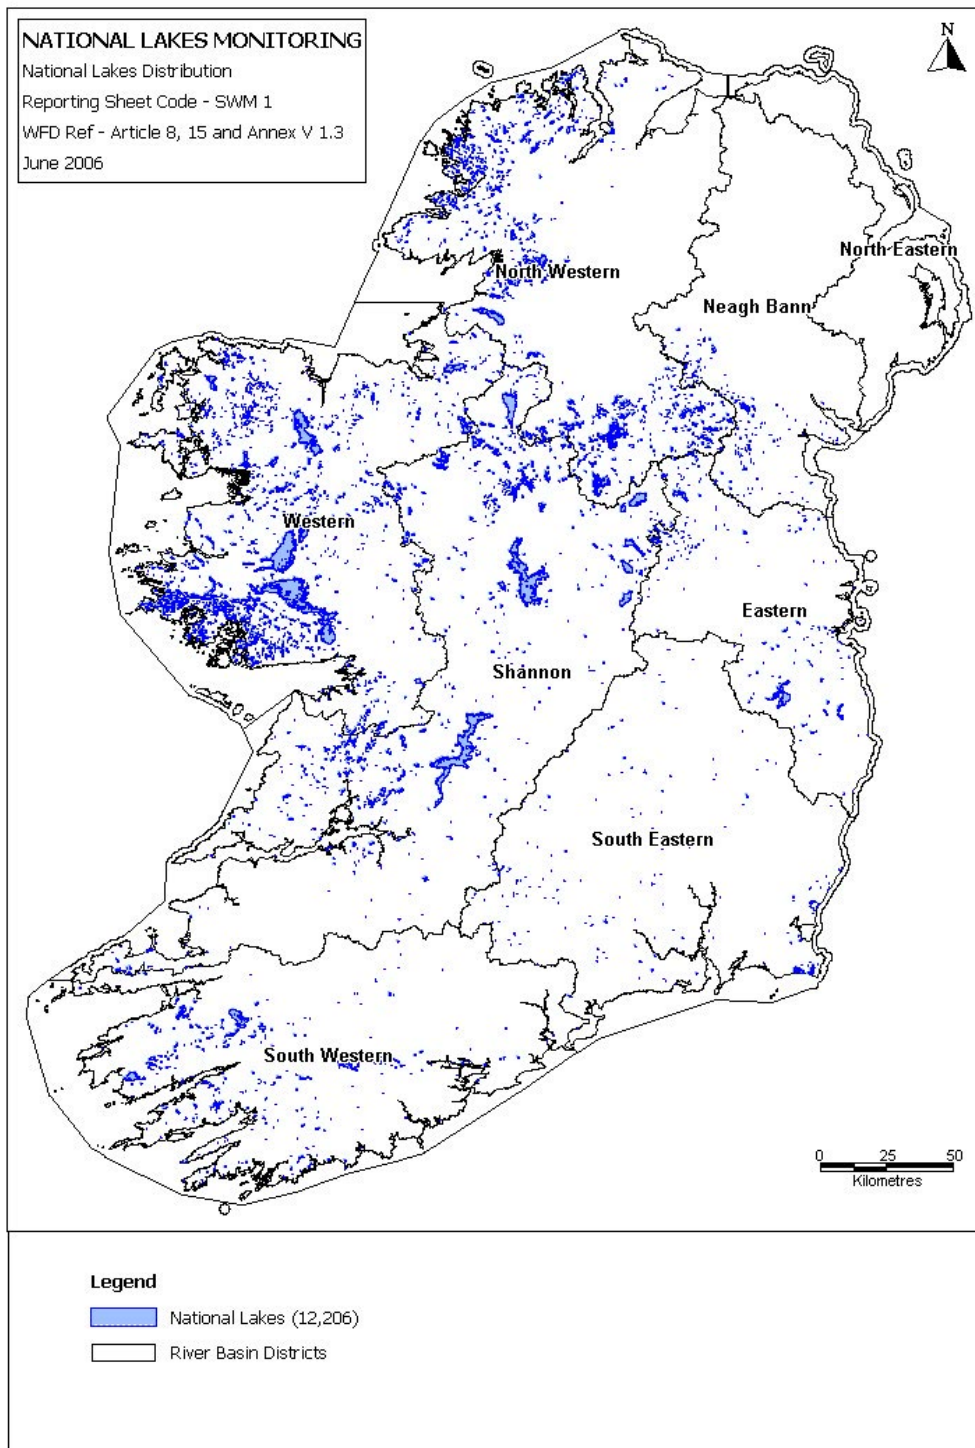 NATIONAL LAKES MONITORING
National Lakes Distribution
Reporting Sheet Code - SWM 1
WFD Ref - Article 8, 15 and Annex V 1.3
June 2006
N
North Eastern
North Western
Neagh Bann
Western
Eastern
Shannon
South Eastern
South Western
0 25 50
Kilometres
Legend
National Lakes (12,206)
River Basin Districts